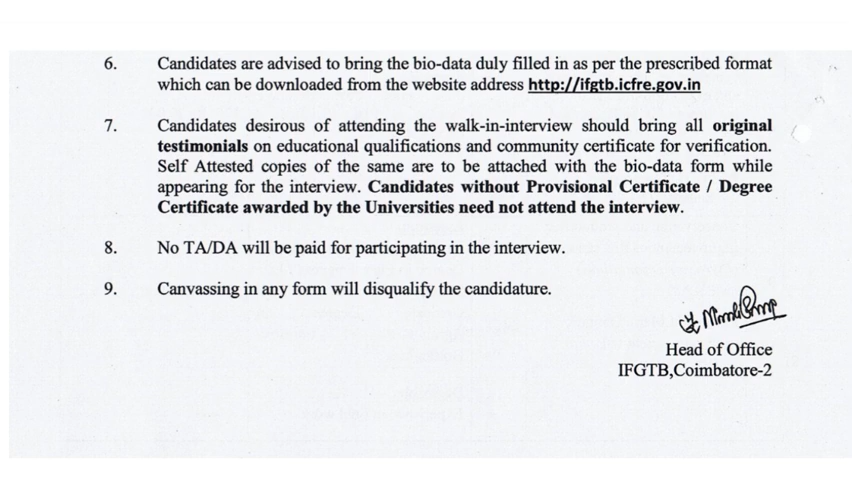 6. Candidates are advised to bring the bio-data duly filled in as per the prescribed format
which can be downloaded from the website address http://ifgtb.icfre.gov.in
7. Candidates desirous of attending the walk-in-interview should bring all original
testimonials on educational qualifications and community certificate for verification.
Self Attested copies of the same are to be attached with the bio-data form while
appearing for the interview. Candidates without Provisional Certificate / Degree
Certificate awarded by the Universities need not attend the interview.
8. No TA/DA will be paid for participating in the interview.
9. Canvassing in any form will disqualify the candidature.
Head of Office
IFGTB,Coimbatore-2